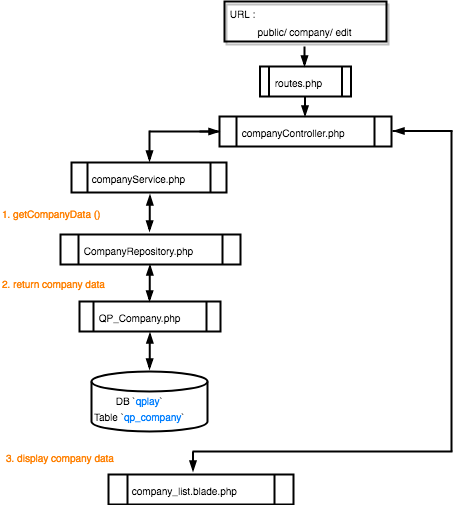 URL :
public/ company/ edit
routes.php
companyController.php
companyService.php
1. getCompanyData ()
CompanyRepository.php
2. return company data
QP_Company.php
DB `qplay`
Table `qp_company`
3. display company data
company_list.blade.php